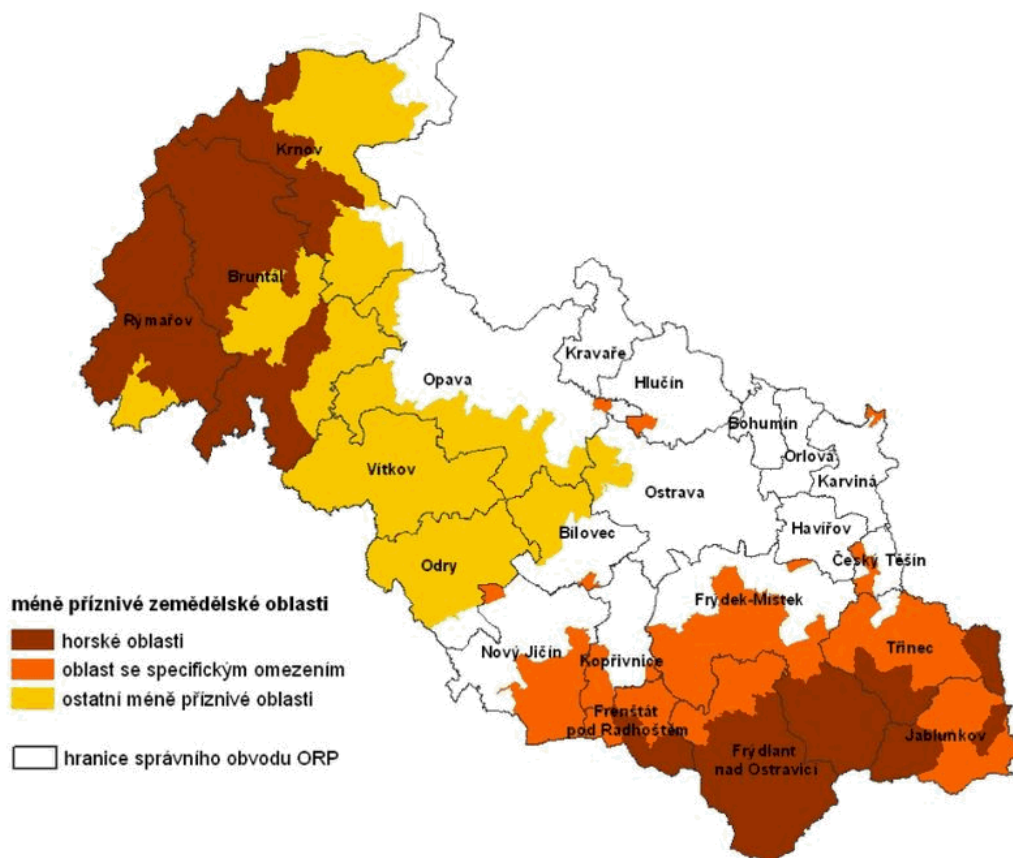 Krnov
Bruntál
Rýmařov
Kravaře
Opava
Hlučín
Bohumín
Orlová
Vítkov
Karviná
Ostrava
Bílovec
Havířov
Odry
Český Těšín
Frýdek-Místek
Nový Jičín
Kopřivnice
Třinec
Frenštát
pod Radhoštěm
Jablunkov
Frýdlant
nad Ostravicí
méně příznivé zemědělské oblasti
horské oblasti
oblast se specifickým omezením
ostatní méně příznivé oblasti
hranice správního obvodu ORP